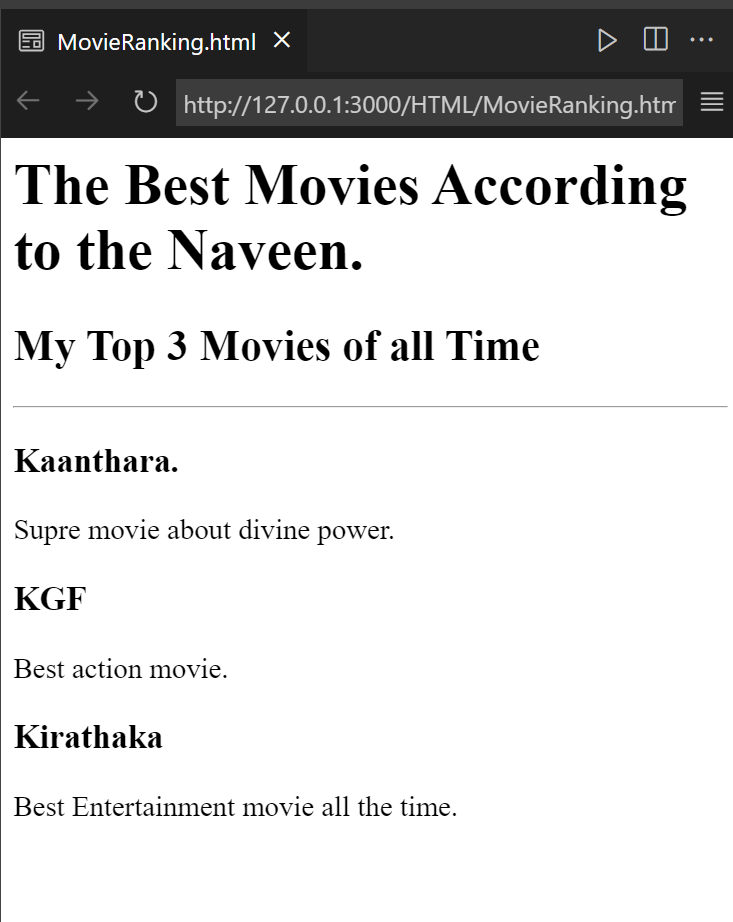 MovieRanking.html
http://127.0.0.1:3000/HTML/MovieRanking.htm
The Best Movies According
to the Naveen.
My Top 3 Movies of all Time
Kaanthara.
Supre movie about divine power.
KGF
Best action movie.
Kirathaka
Best Entertainment movie all the time.